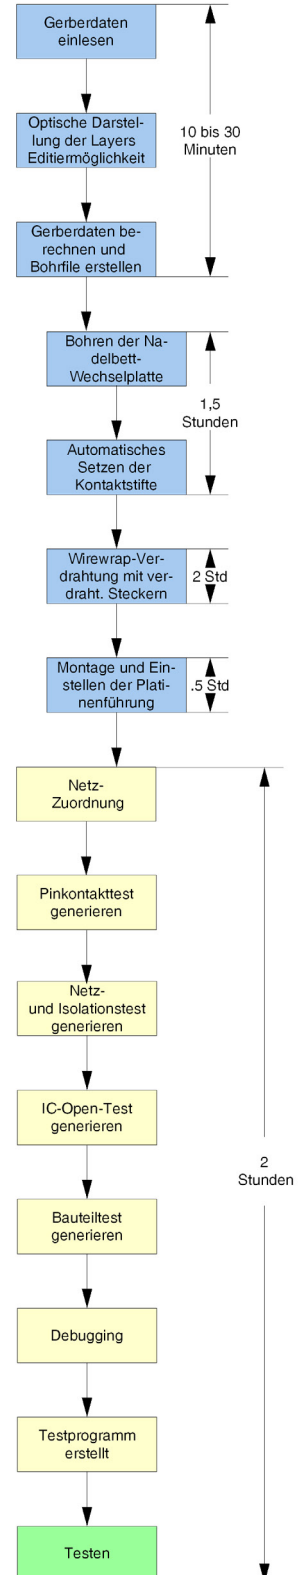 Gerberdaten
einlesen
Optische Darstel-
lung der Layers
Editiermöglichkeit
10 bis 30
Minuten
Gerberdaten be-
rechnen und
Bohrfile erstellen
Bohren der Na-
delbett-
Wechselplatte
1,5
Stunden
Automatisches
Setzen der
Kontaktstifte
Wirewrap-Ver-
drahtung mit ver-
draht. Steckern
2 Std
Montage und Ein-
stellen der Plati-
nenführung
.5 Std
Netz-
Zuordnung
Pinkontakttest
generieren
Netz-
und Isolationstest
generieren
IC-Open-Test
generieren
2
Stunden
Bauteiltest
generieren
Debugging
Testprogramm
erstellt
Testen